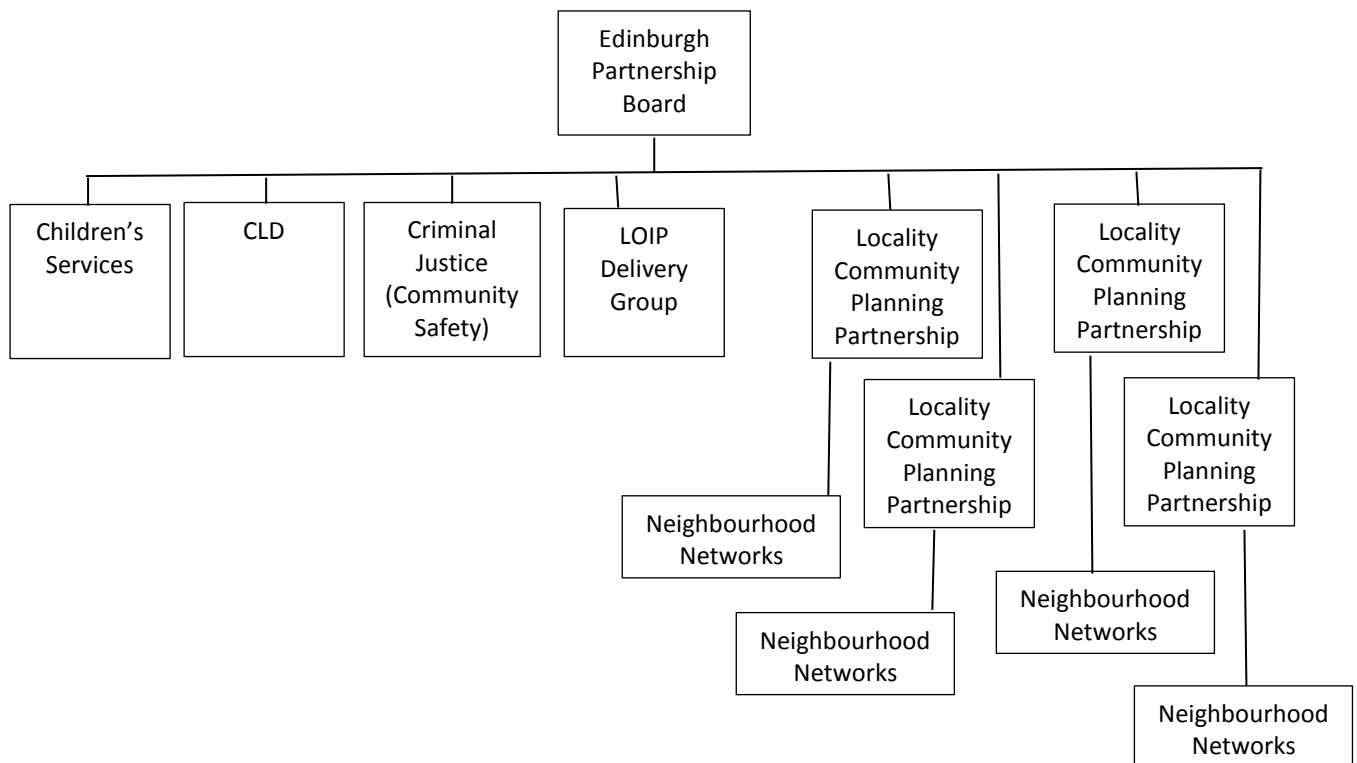 Edinburgh
Partnership
Board
Children’s
Services
CLD
Criminal
Justice
(Community
Safety)
LOIP
Delivery
Group
Locality
Community
Planning
Partnership
Locality
Community
Planning
Partnership
Locality
Community
Planning
Partnership
Locality
Community
Planning
Partnership
Neighbourhood
Networks
Neighbourhood
Networks
Neighbourhood
Networks
Neighbourhood
Networks